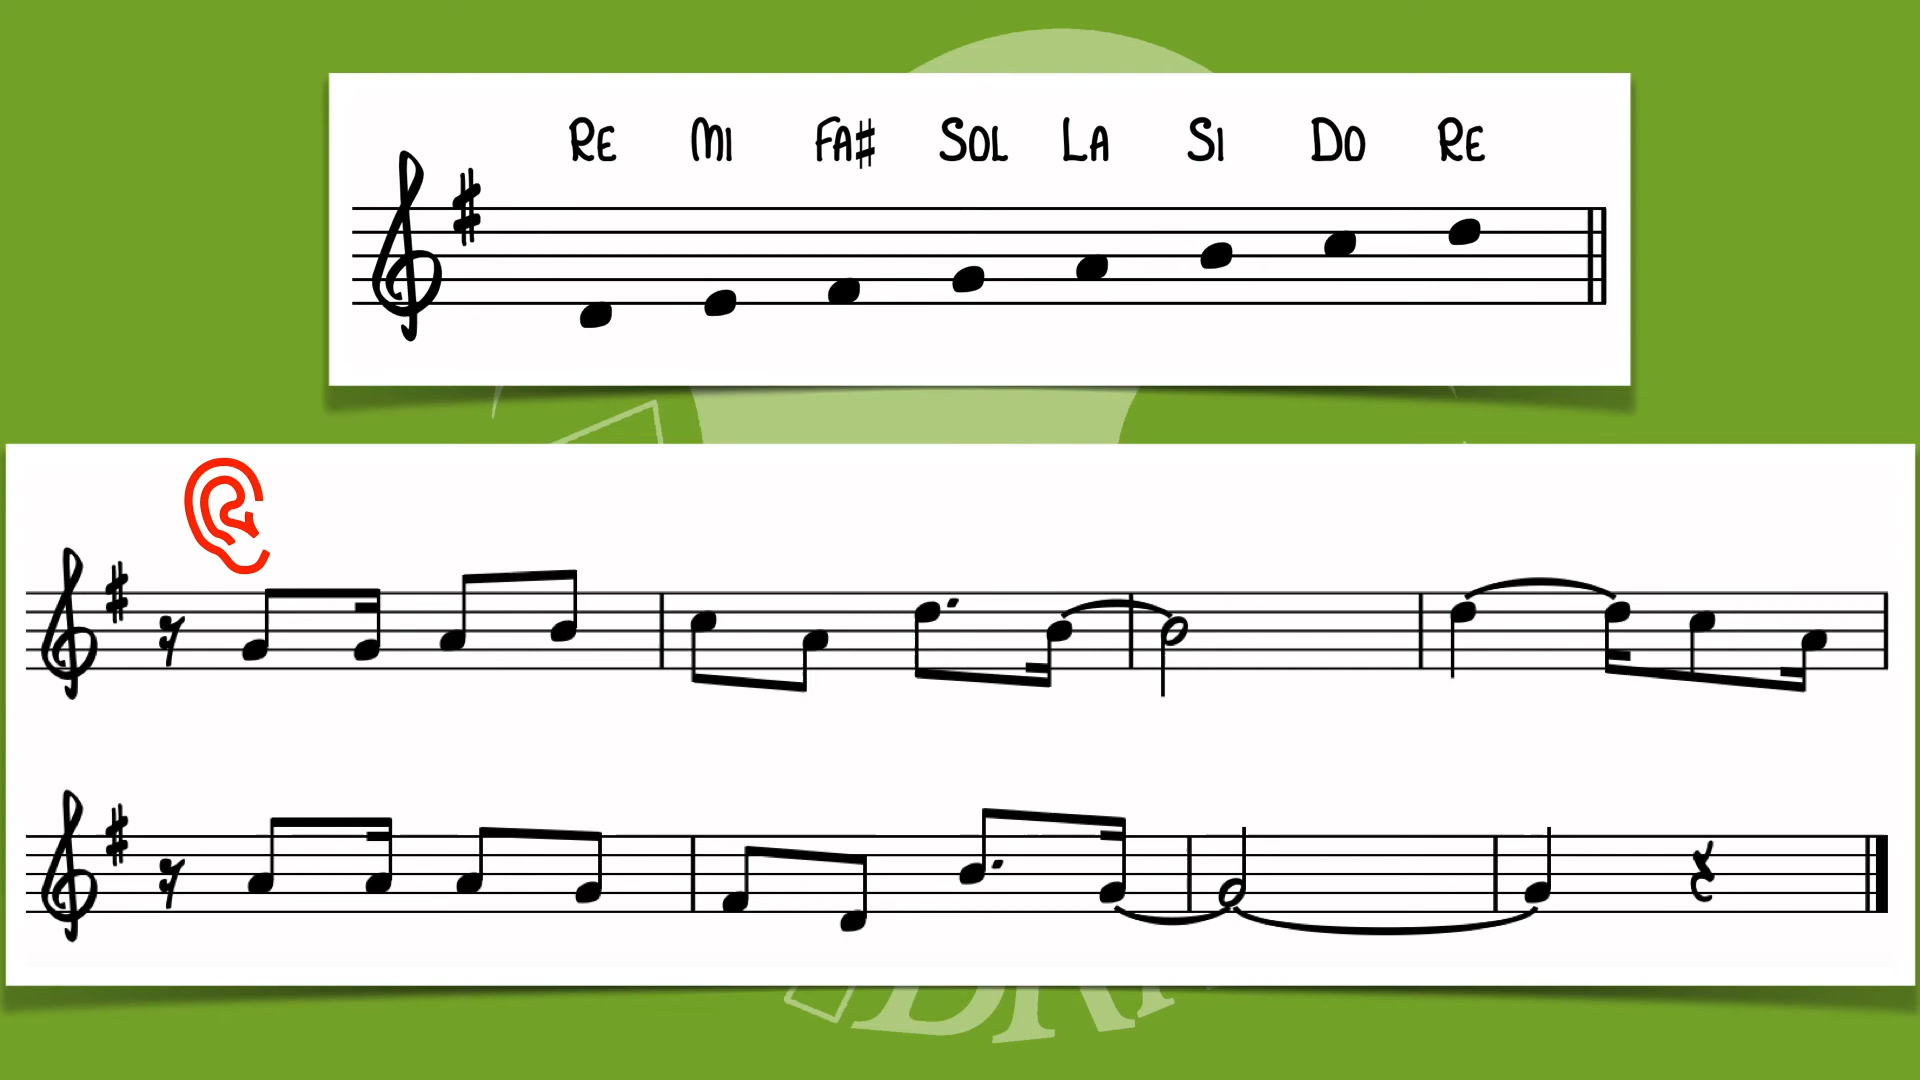 RE MI FA♯ SOL LA SI DO RE